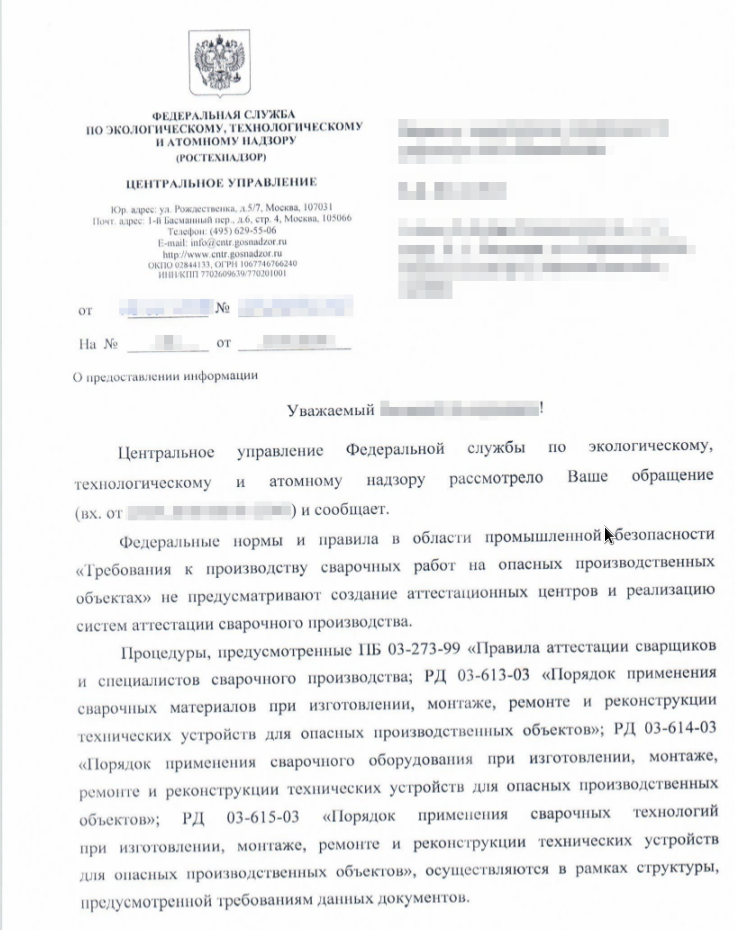 ФЕДЕРАЛЬНАЯ СЛУЖБА
ПО ЭКОЛОГИЧЕСКОМУ, ТЕХНОЛОГИЧЕСКОМУ
И АТОМНОМУ НАДЗОРУ
(РОСТЕХНАДЗОР)
ЦЕНТРАЛЬНОЕ УПРАВЛЕНИЕ
Юр. адрес: ул. Рождественка, д.5/7, Москва, 107031
Почт. адрес: 1-й Басманный пер., д.6, стр. 4, Москва, 105066
Телефон: (495) 629-55-06
E-mail: info@cntr.gosnadzor.ru
http://www.cntr.gosnadzor.ru
ОКПО 02844133, ОГРН 1067746766240
ИНН/КПП 7702609639/770201001
от №
На № от
О предоставлении информации
Уважаемый !
Центральное управление Федеральной службы по экологическому,
технологическому и атомному надзору рассмотрело Ваше обращение
(вх. от ) и сообщает.
Федеральные нормы и правила в области промышленной безопасности
«Требования к производству сварочных работ на опасных производственных
объектах» не предусматривают создание аттестационных центров и реализацию
систем аттестации сварочного производства.
Процедуры, предусмотренные ПБ 03-273-99 «Правила аттестации сварщиков
и специалистов сварочного производства; РД 03-613-03 «Порядок применения
сварочных материалов при изготовлении, монтаже, ремонте и реконструкции
технических устройств для опасных производственных объектов»; РД 03-614-03
«Порядок применения сварочного оборудования при изготовлении, монтаже,
ремонте и реконструкции технических устройств для опасных производственных
объектов»; РД 03-615-03 «Порядок применения сварочных технологий
при изготовлении, монтаже, ремонте и реконструкции технических устройств
для опасных производственных объектов», осуществляются в рамках структуры,
предусмотренной требованиям данных документов.